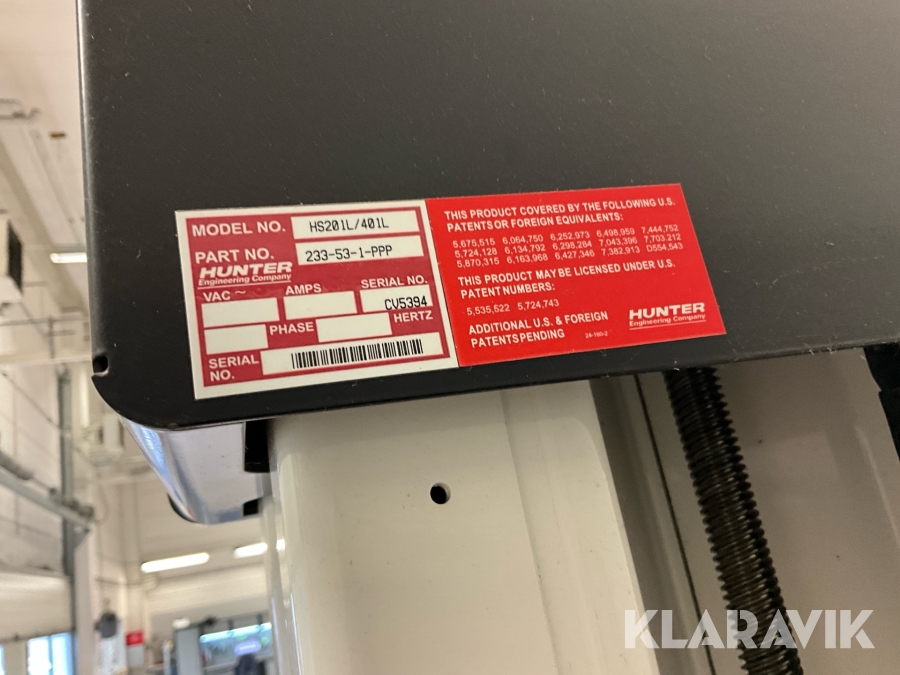 MODEL NO. HS201L/401L
PART NO. 233-53-1-PPP
HUNTER
Engineering Company
VAC ~ AMPS SERIAL NO.
CV5394
PHASE HERTZ
SERIAL
NO.
THIS PRODUCT COVERED BY THE FOLLOWING U.S.
PATENTS OR FOREIGN EQUIVALENTS:
5,675,515 6,064,750 6,252,973 6,498,959 7,444,752
5,724,128 6,134,792 6,298,284 7,043,396 7,703,212
5,870,315 6,163,968 6,427,346 7,382,913 D554,543
THIS PRODUCT MAY BE LICENSED UNDER U.S.
PATENT NUMBERS:
5,535,522 5,724,743
ADDITIONAL U.S. & FOREIGN
PATENTS PENDING
24-160-2
HUNTER
Engineering Company
KLARAVIK